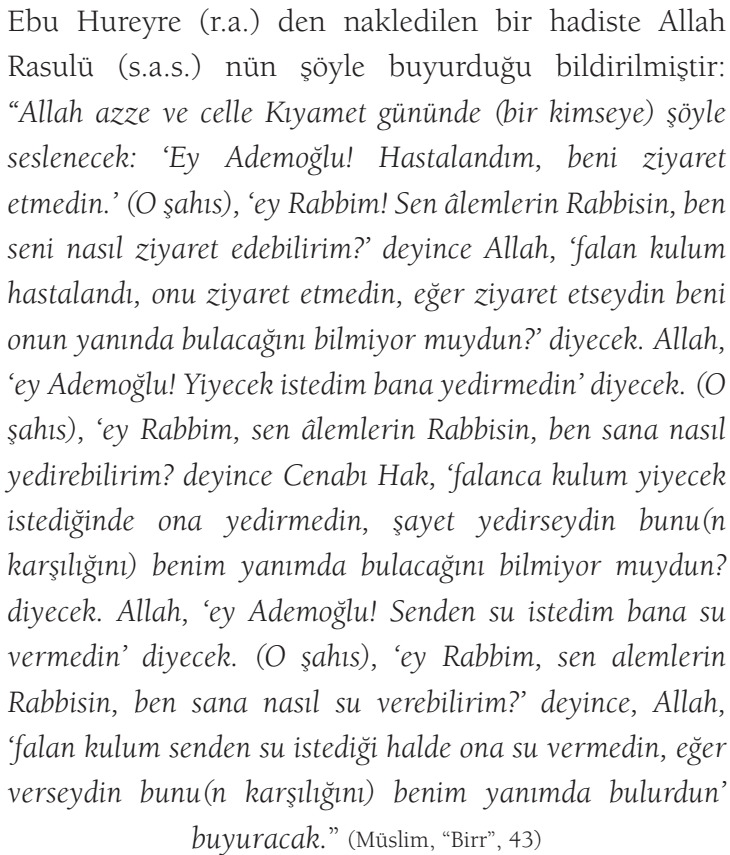 Ebu Hureyre (r.a.) den nakledilen bir hadiste Allah
Rasulü (s.a.s.) nün şöyle buyurduğu bildirilmiştir:
“Allah azze ve celle Kıyamet gününde (bir kimseye) şöyle
seslenecek: ‘Ey Ademoğlu! Hastalandım, beni ziyaret
etmedin.’ (O şahıs), ‘ey Rabbim! Sen âlemlerin Rabbisin, ben
seni nasıl ziyaret edebilirim?’ deyince Allah, ‘falan kulum
hastalandı, onu ziyaret etmedin, eğer ziyaret etseydin beni
onun yanında bulacağını bilmiyor muydun?’ diyecek. Allah,
‘ey Ademoğlu! Yiyecek istedim bana yedirmedin’ diyecek. (O
şahıs), ‘ey Rabbim, sen âlemlerin Rabbisin, ben sana nasıl
yedirebilirim? deyince Cenabı Hak, ‘falanca kulum yiyecek
istediğinde ona yedirmedin, şayet yedirseydin bunu(n
karşılığını) benim yanımda bulacağını bilmiyor muydun?
diyecek. Allah, ‘ey Ademoğlu! Senden su istedim bana su
vermedin’ diyecek. (O şahıs), ‘ey Rabbim, sen alemlerin
Rabbisin, ben sana nasıl su verebilirim?’ deyince, Allah,
‘falan kulum senden su istediği halde ona su vermedin, eğer
verseydin bunu(n karşılığını) benim yanımda bulurdun’
buyuracak.” (Müslim, “Birr”, 43)